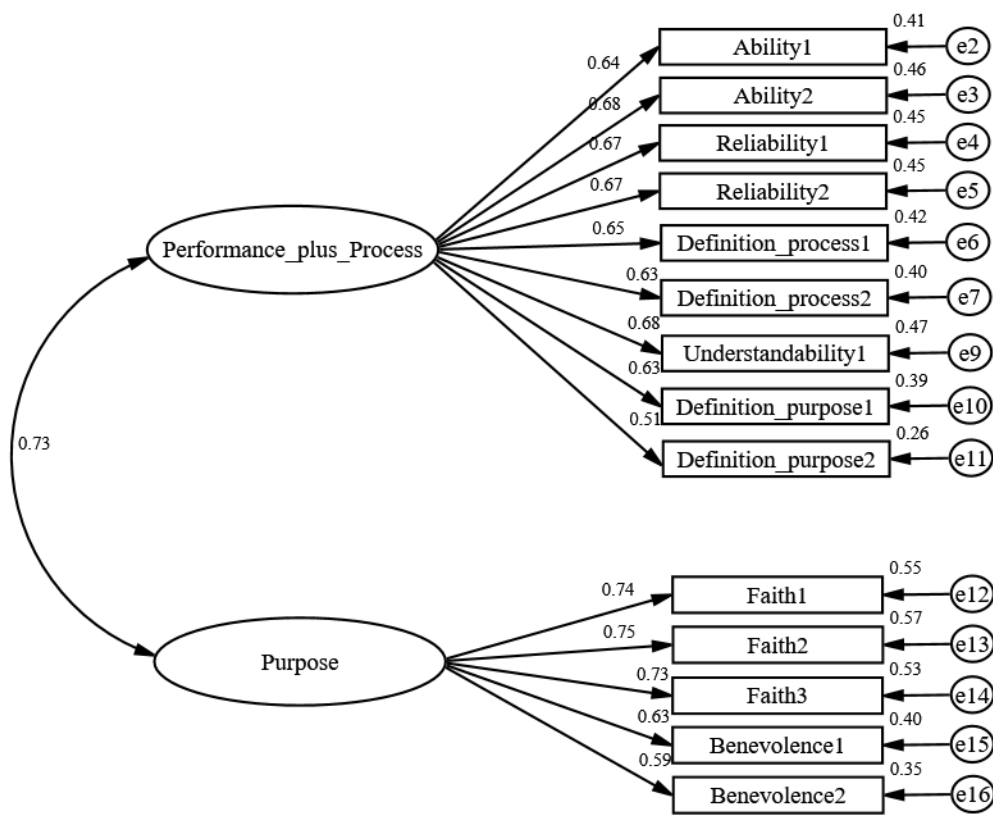 0.41
Ability1
e2
0.64
0.46
Ability2
e3
0.68
0.45
Reliability1
e4
0.67
0.45
Reliability2
e5
0.67
0.42
Definition_process1
e6
0.65
Performance_plus_Process
0.40
Definition_process2
e7
0.63
0.47
Understandability1
e9
0.68
0.39
Definition_purpose1
e10
0.63
0.26
Definition_purpose2
e11
0.51
0.73
0.55
Faith1
e12
0.74
0.57
Faith2
e13
0.75
Purpose
0.53
Faith3
e14
0.73
0.40
Benevolence1
e15
0.63
0.35
Benevolence2
e16
0.59